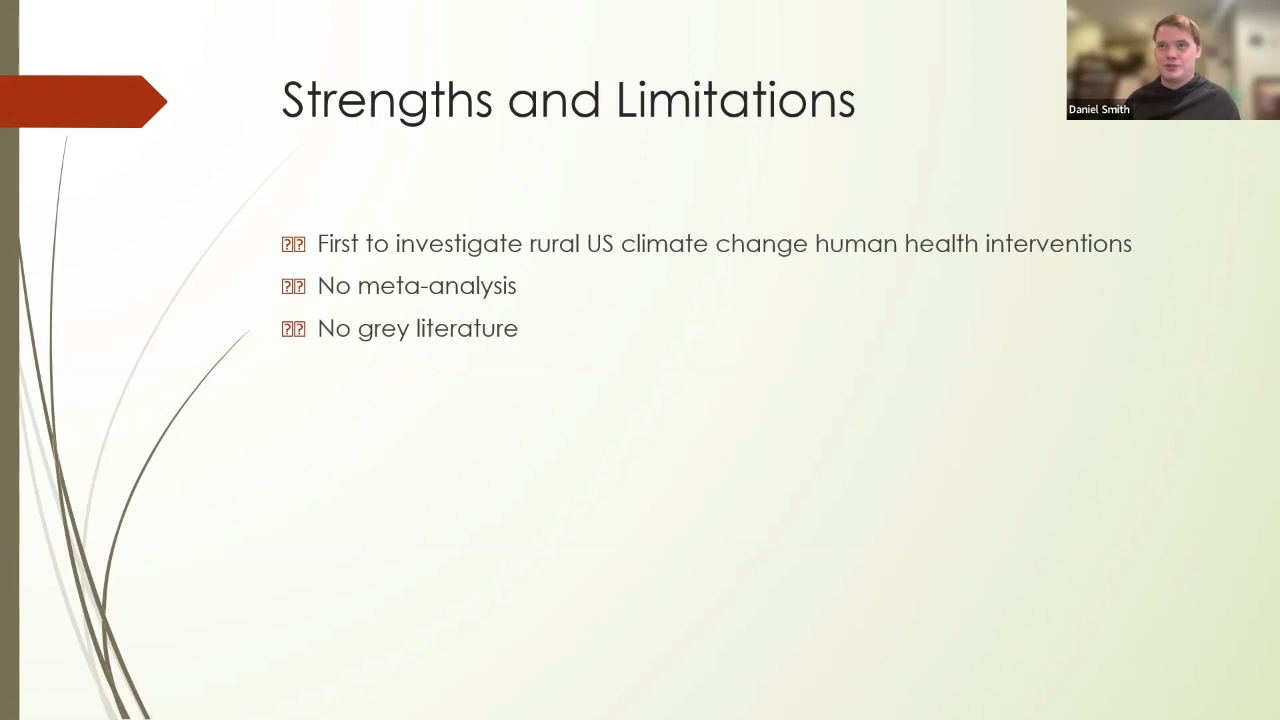 Strengths and Limitations
Daniel Smith
First to investigate rural US climate change human health interventions
No meta-analysis
No grey literature